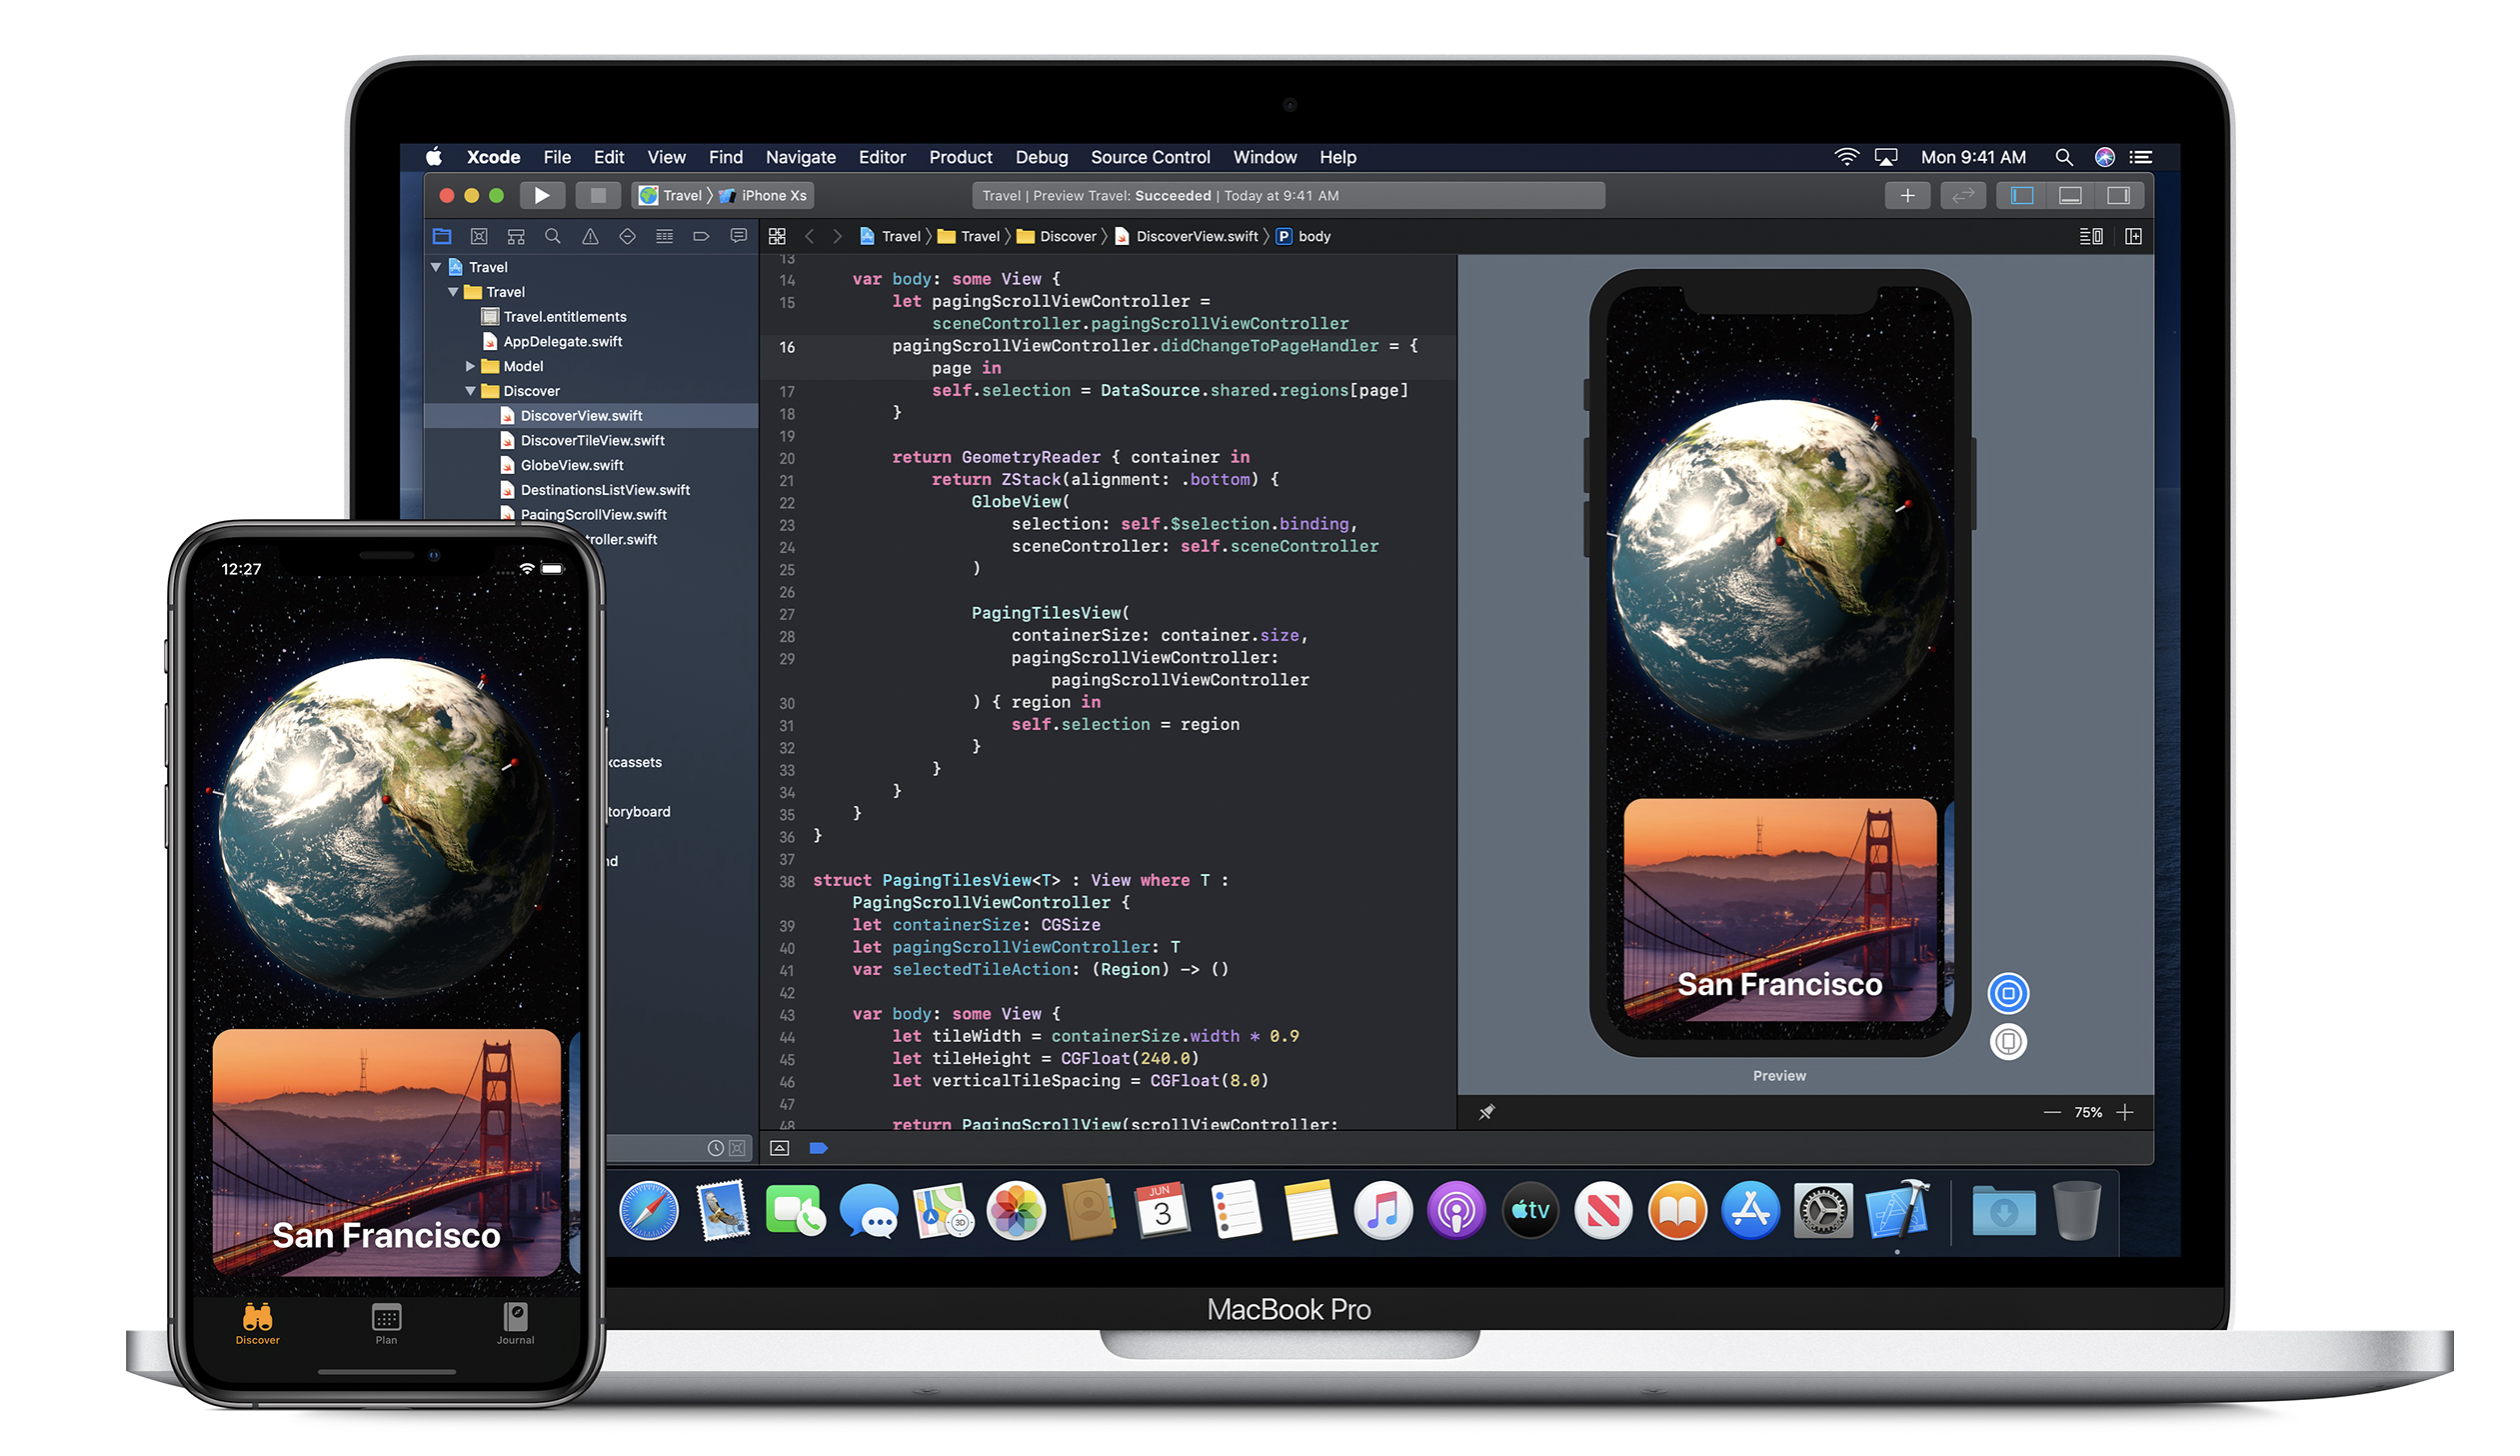 Xcode File Edit View Find Navigate Editor Product Debug Source Control Window Help Mon 9:41 AM
Travel 〉 iPhone Xs Travel | Preview Travel: Succeeded | Today at 9:41 AM
Travel 〉 Travel 〉 Discover 〉 DiscoverView.swift 〉 P body
Travel
Travel
Travel.entitlements
AppDelegate.swift
Model
Discover
DiscoverView.swift
DiscoverTileView.swift
GlobeView.swift
DestinationsListView.swift
PagingScrollView.swift
troller.swift
s
xcassets
toryboard
nd
13
14 var body: some View {
15 let pagingScrollViewController =
sceneController.pagingScrollViewController
16 pagingScrollViewController.didChangeToPageHandler = {
page in
17 self.selection = DataSource.shared.regions[page]
18 }
19
20 return GeometryReader { container in
21 return ZStack(alignment: .bottom) {
22 GlobeView(
23 selection: self.$selection.binding,
24 sceneController: self.sceneController
25 )
26
27 PagingTilesView(
28 containerSize: container.size,
29 pagingScrollViewController:
pagingScrollViewController
30 ) { region in
31 self.selection = region
32 }
33 }
34 }
35 }
36 }
37
38 struct PagingTilesView<T> : View where T :
PagingScrollViewController {
39 let containerSize: CGSize
40 let pagingScrollViewController: T
41 var selectedTileAction: (Region) -> ()
42
43 var body: some View {
44 let tileWidth = containerSize.width * 0.9
45 let tileHeight = CGFloat(240.0)
46 let verticalTileSpacing = CGFloat(8.0)
47
48 return PagingScrollView(scrollViewController:
San Francisco
Preview
75%
12:27
San Francisco
Discover Plan Journal
JUN
3
3D
tv
MacBook Pro